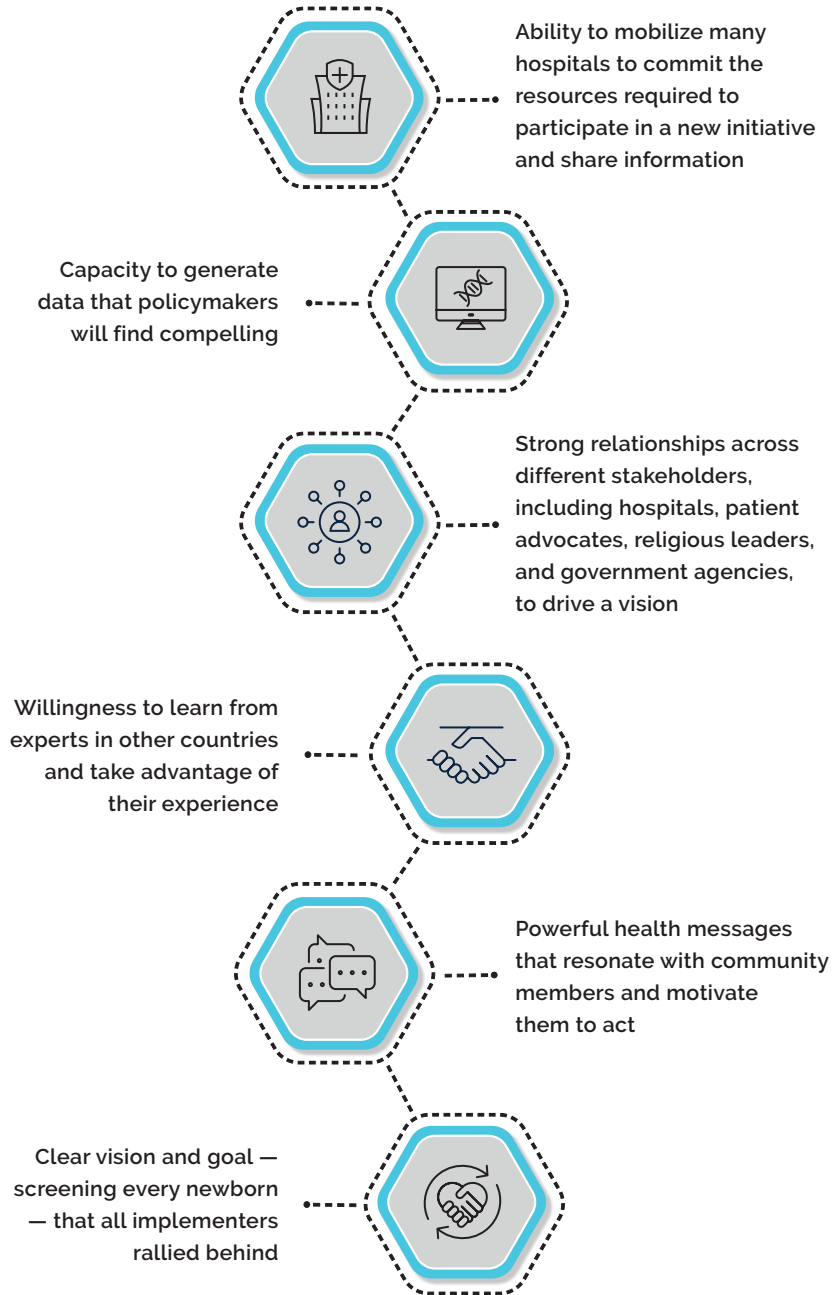 Ability to mobilize many
hospitals to commit the
resources required to
participate in a new initiative
and share information
Capacity to generate
data that policymakers
will find compelling
Strong relationships across
different stakeholders,
including hospitals, patient
advocates, religious leaders,
and government agencies,
to drive a vision
Willingness to learn from
experts in other countries
and take advantage of
their experience
Powerful health messages
that resonate with community
members and motivate
them to act
Clear vision and goal —
screening every newborn
— that all implementers
rallied behind